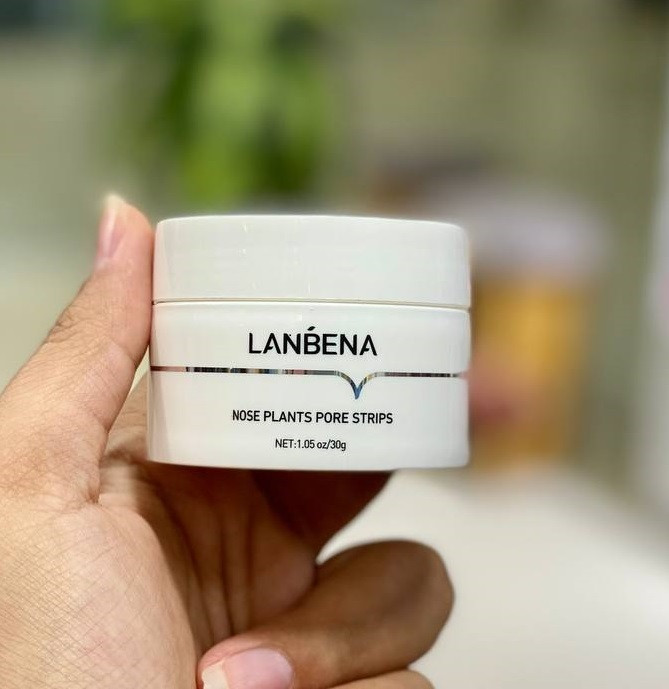 LANBENA
NOSE PLANTS PORE STRIPS
NET:1.05 oz/30g